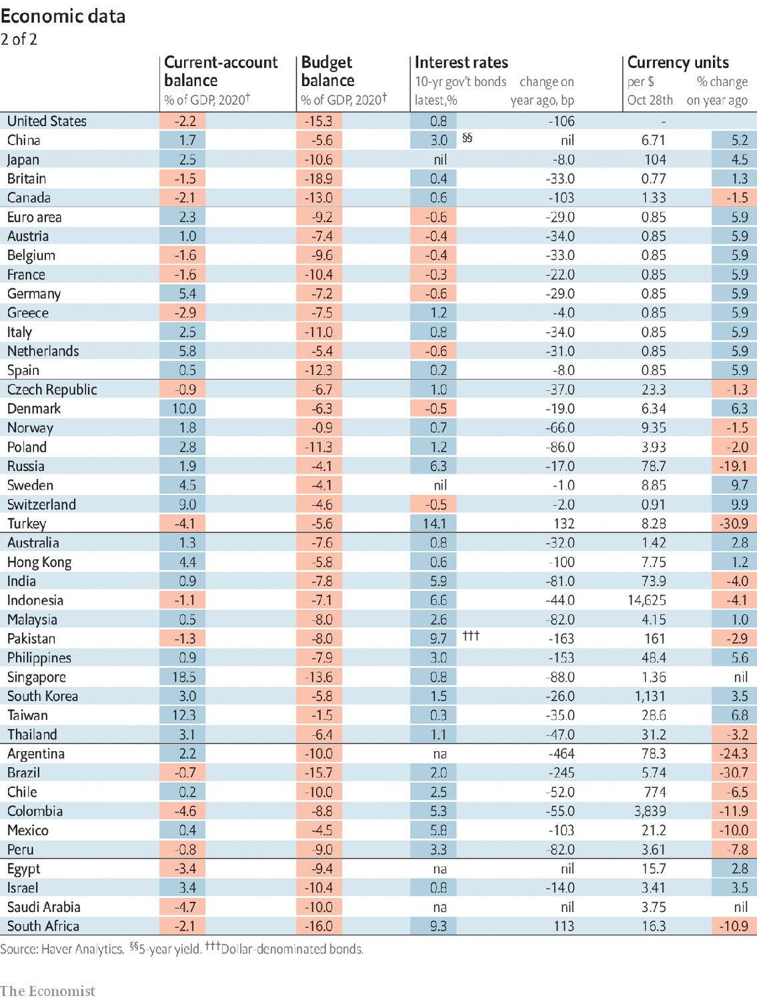 Economic data
2 of 2
Current-account balance Budget balance Interest rates Currency units
% of GDP, 2020† % of GDP, 2020† 10-yr gov't bonds latest,% change on year ago, bp per $ Oct 28th % change on year ago
United States -2.2 -15.3 0.8 -106 -
China 1.7 -5.6 3.0 §§ nil 6.71 5.2
Japan 2.5 -10.6 nil -8.0 104 4.5
Britain -1.5 -18.9 0.4 -33.0 0.77 1.3
Canada -2.1 -13.0 0.6 -103 1.33 -1.5
Euro area 2.3 -9.2 -0.6 -29.0 0.85 5.9
Austria 1.0 -7.4 -0.4 -34.0 0.85 5.9
Belgium -1.6 -9.6 -0.4 -33.0 0.85 5.9
France -1.6 -10.4 -0.3 -22.0 0.85 5.9
Germany 5.4 -7.2 -0.6 -29.0 0.85 5.9
Greece -2.9 -7.5 1.2 -4.0 0.85 5.9
Italy 2.5 -11.0 0.8 -34.0 0.85 5.9
Netherlands 5.8 -5.4 -0.6 -31.0 0.85 5.9
Spain 0.5 -12.3 0.2 -8.0 0.85 5.9
Czech Republic -0.9 -6.7 1.0 -37.0 23.3 -1.3
Denmark 10.0 -6.3 -0.5 -19.0 6.34 6.3
Norway 1.8 -0.9 0.7 -66.0 9.35 -1.5
Poland 2.8 -11.3 1.2 -86.0 3.93 -2.0
Russia 1.9 -4.1 6.3 -17.0 78.7 -19.1
Sweden 4.5 -4.1 nil -1.0 8.85 9.7
Switzerland 9.0 -4.6 -0.5 -2.0 0.91 9.9
Turkey -4.1 -5.6 14.1 132 8.28 -30.9
Australia 1.3 -7.6 0.8 -32.0 1.42 2.8
Hong Kong 4.4 -5.8 0.6 -100 7.75 1.2
India 0.9 -7.8 5.9 -81.0 73.9 -4.0
Indonesia -1.1 -7.1 6.6 -44.0 14,625 -4.1
Malaysia 0.5 -8.0 2.6 -82.0 4.15 1.0
Pakistan -1.3 -8.0 9.7 ††† -163 161 -2.9
Philippines 0.9 -7.9 3.0 -153 48.4 5.6
Singapore 18.5 -13.6 0.8 -88.0 1.36 nil
South Korea 3.0 -5.8 1.5 -26.0 1,131 3.5
Taiwan 12.3 -1.5 0.3 -35.0 28.6 6.8
Thailand 3.1 -6.4 1.1 -47.0 31.2 -3.2
Argentina 2.2 -10.0 na -464 78.3 -24.3
Brazil -0.7 -15.7 2.0 -245 5.74 -30.7
Chile 0.2 -10.0 2.5 -52.0 774 -6.5
Colombia -4.6 -8.8 5.3 -55.0 3,839 -11.9
Mexico 0.4 -4.5 5.8 -103 21.2 -10.0
Peru -0.8 -9.0 3.3 -82.0 3.61 -7.8
Egypt -3.4 -9.4 na nil 15.7 2.8
Israel 3.4 -10.4 0.8 -14.0 3.41 3.5
Saudi Arabia -4.7 -10.0 na nil 3.75 nil
South Africa -2.1 -16.0 9.3 113 16.3 -10.9
Source: Haver Analytics. §§5-year yield. †††Dollar-denominated bonds.
The Economist